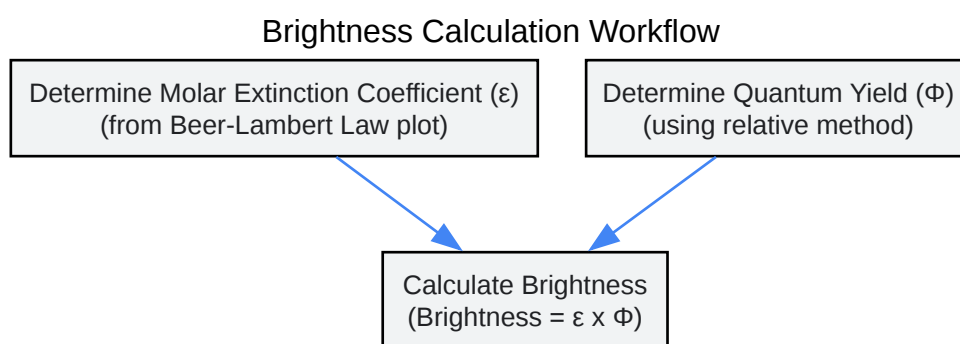 Brightness Calculation Workflow
Determine Molar Extinction Coefficient (ε)
(from Beer-Lambert Law plot)
Determine Quantum Yield (Φ)
(using relative method)
Calculate Brightness
(Brightness = ε x Φ)